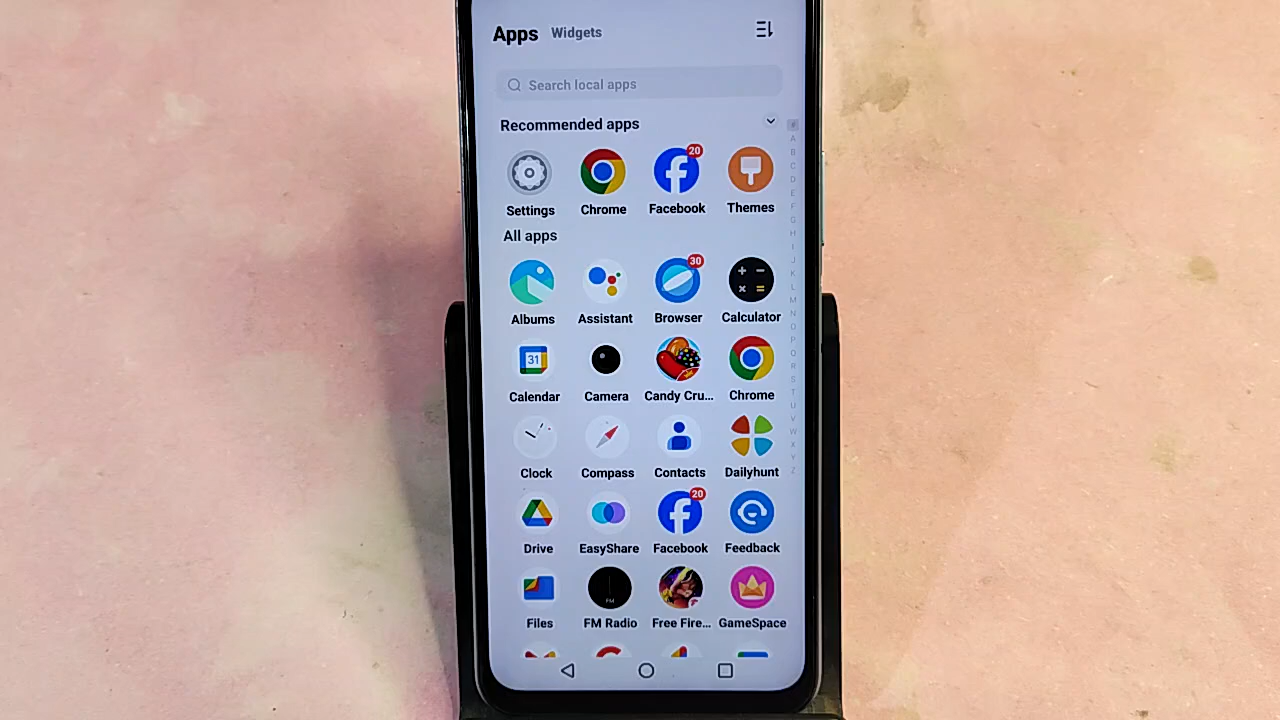 Apps Widgets
Search local apps
Recommended apps
20
Settings Chrome Facebook Themes
All apps
30
Albums Assistant Browser Calculator
31
Calendar Camera Candy Cru... Chrome
Clock Compass Contacts Dailyhunt
20
Drive EasyShare Facebook Feedback
FM
Files FM Radio Free Fire... GameSpace
#
A
B
C
D
E
F
G
H
I
J
K
L
M
N
O
P
Q
R
S
T
U
V
W
X
Y
Z